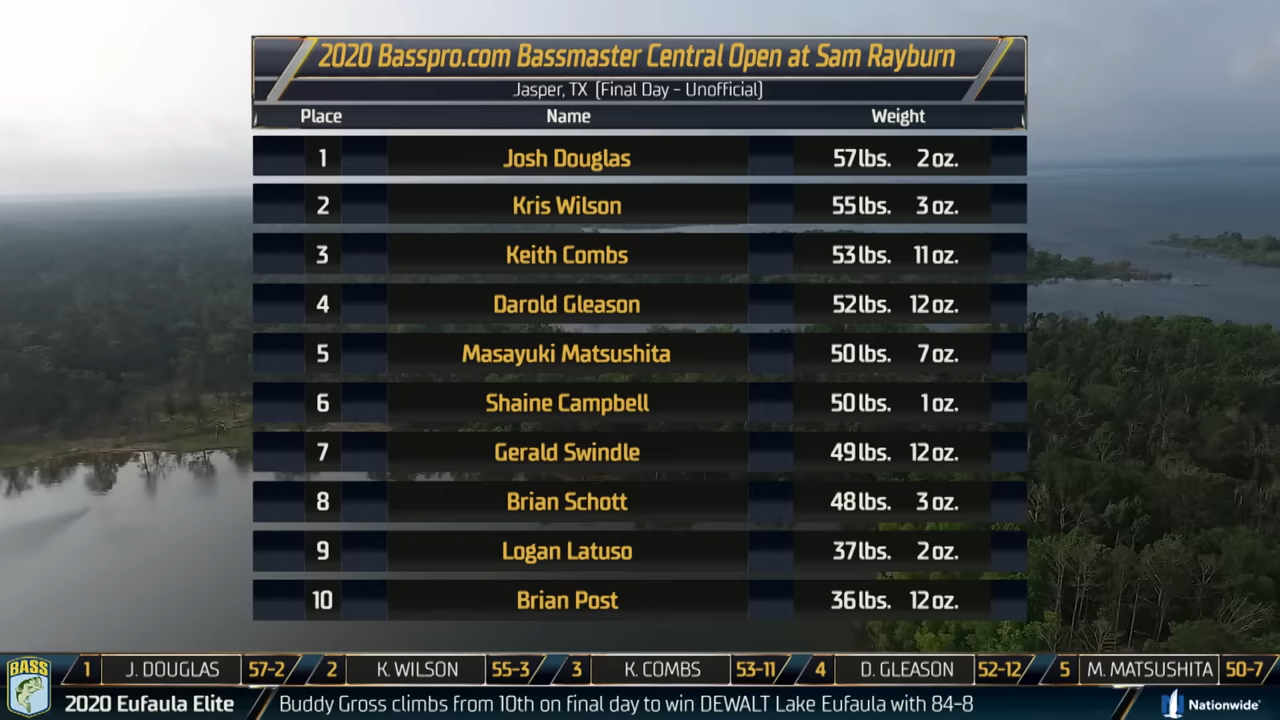 2020 Basspro.com Bassmaster Central Open at Sam Rayburn
Jasper, TX (Final Day - Unofficial)
Place Name Weight
1 Josh Douglas 57 lbs. 2 oz.
2 Kris Wilson 55 lbs. 3 oz.
3 Keith Combs 53 lbs. 11 oz.
4 Darold Gleason 52 lbs. 12 oz.
5 Masayuki Matsushita 50 lbs. 7 oz.
6 Shaine Campbell 50 lbs. 1 oz.
7 Gerald Swindle 49 lbs. 12 oz.
8 Brian Schott 48 lbs. 3 oz.
9 Logan Latuso 37 lbs. 2 oz.
10 Brian Post 36 lbs. 12 oz.
BASS 1 J. DOUGLAS 57-2 2 K. WILSON 55-3 3 K. COMBS 53-11 4 D. GLEASON 52-12 5 M. MATSUSHITA 50-7
2020 Eufaula Elite Buddy Gross climbs from 10th on final day to win DEWALT Lake Eufaula with 84-8 Nationwide